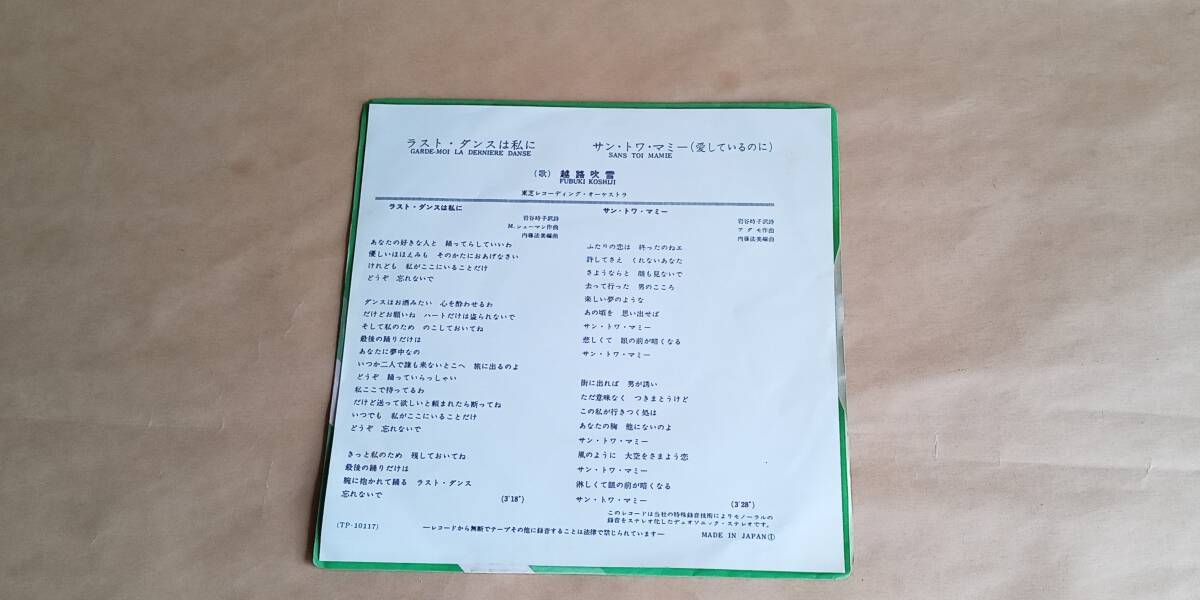 ラスト・ダンスは私に
GARDE-MOI LA DERNIERE DANSE
サン・トワ・マミー(愛しているのに)
SANS TOI MAMIE
(歌) 越路吹雪
FUBUKI KOSHIJI
東芝レコーディング・オーケストラ
ラスト・ダンスは私に
岩谷時子訳詩
M.シューマン作曲
内藤法美編曲
あなたの好きな人と 踊ってらしていいわ
優しいほほえみも そのかたにおあげなさい
けれども 私がここにいることだけ
どうぞ 忘れないで
ダンスはお酒みたい 心を酔わせるわ
だけどお願いね ハートだけは盗られないで
そして私のため のこしておいてね
最後の踊りだけは
あなたに夢中なの
いつか二人で誰も来ないとこへ 旅に出るのよ
どうぞ 踊っていらっしゃい
私ここで待ってるわ
だけど送って欲しいと頼まれたら断ってね
いつでも 私がここにいることだけ
どうぞ 忘れないで
きっと私のため 残しておいてね
最後の踊りだけは
腕に抱かれて踊る ラスト・ダンス
忘れないで
(3'18")
サン・トワ・マミー
岩谷時子訳詩
アダモ作曲
内藤法美編曲
ふたりの恋は 終ったのねエ
許してさえ くれないあなた
さようならと 顔も見ないで
去って行った 男のこころ
楽しい夢のような
あの頃を 思い出せば
サン・トワ・マミー
悲しくて 眼の前が暗くなる
サン・トワ・マミー
街に出れば 男が誘い
ただ意味なく つきまとうけど
この私が行きつく処は
あなたの胸 他にないのよ
サン・トワ・マミー
風のように 大空をさまよう恋
サン・トワ・マミー
淋しくて眼の前が暗くなる
サン・トワ・マミー
(3'28")
このレコードは当社の特殊録音技術によりモノーラルの
録音をステレオ化したデュオソニック・ステレオです。
(TP-10117)
―レコードから無断でテープその他に録音することは法律で禁じられています―
MADE IN JAPAN①